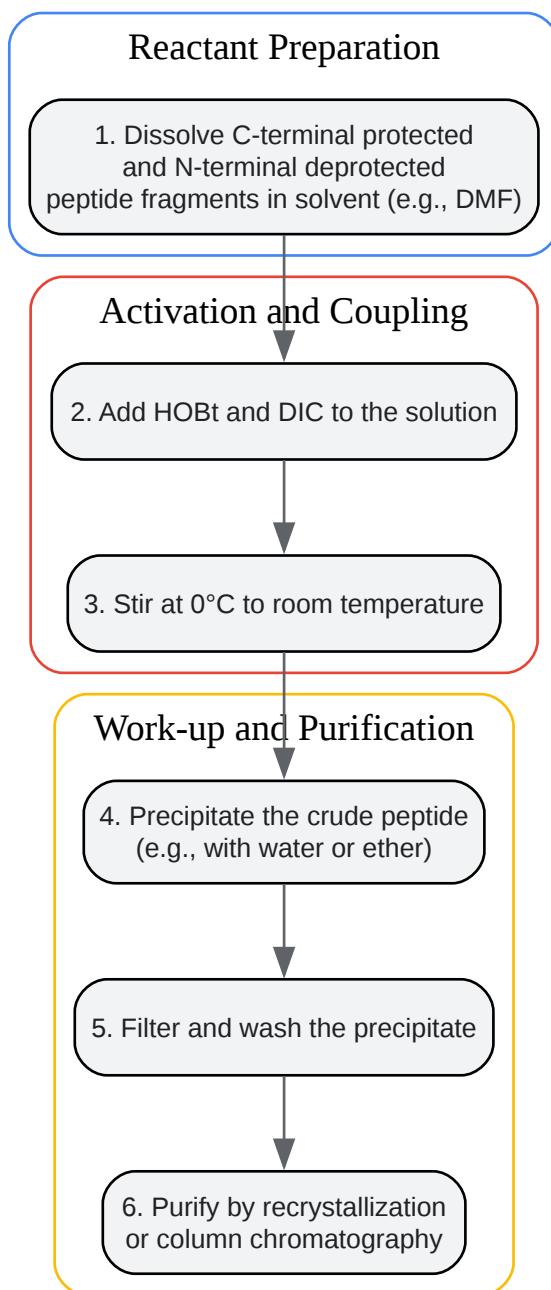 Reactant Preparation
1. Dissolve C-terminal protected
and N-terminal deprotected
peptide fragments in solvent (e.g., DMF)
Activation and Coupling
2. Add HOBt and DIC to the solution
3. Stir at 0°C to room temperature
Work-up and Purification
4. Precipitate the crude peptide
(e.g., with water or ether)
5. Filter and wash the precipitate
6. Purify by recrystallization
or column chromatography